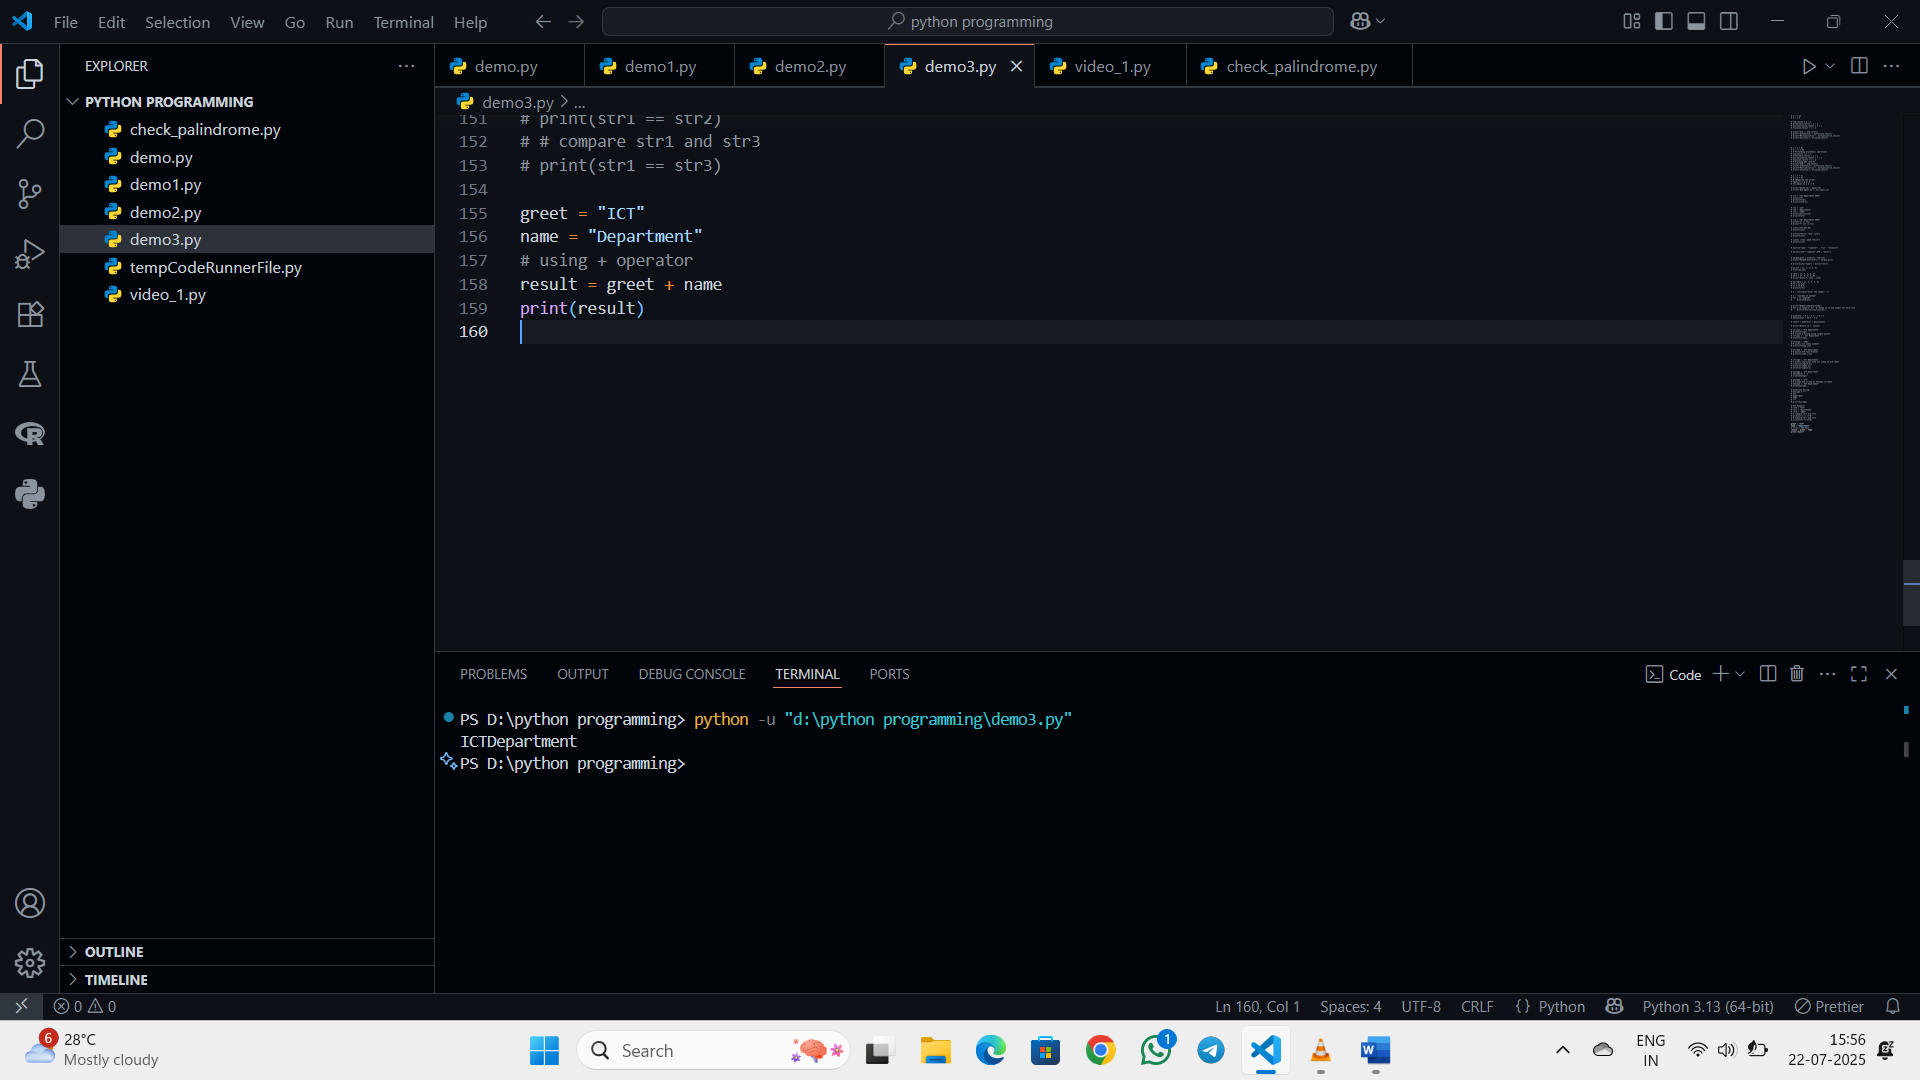 File Edit Selection View Go Run Terminal Help
python programming
EXPLORER
PYTHON PROGRAMMING
check_palindrome.py
demo.py
demo1.py
demo2.py
demo3.py
tempCodeRunnerFile.py
video_1.py
OUTLINE
TIMELINE
demo.py demo1.py demo2.py demo3.py video_1.py check_palindrome.py
demo3.py > ...
151 # print(str1 == str2)
152 # # compare str1 and str3
153 # print(str1 == str3)
154
155 greet = "ICT"
156 name = "Department"
157 # using + operator
158 result = greet + name
159 print(result)
160
PROBLEMS OUTPUT DEBUG CONSOLE TERMINAL PORTS
Code
PS D:\python programming> python -u "d:\python programming\demo3.py"
ICTDepartment
PS D:\python programming>
0 0
Ln 160, Col 1 Spaces: 4 UTF-8 CRLF {} Python Python 3.13 (64-bit) Prettier
6
28°C
Mostly cloudy
Search
1
ENG
IN
15:56
22-07-2025